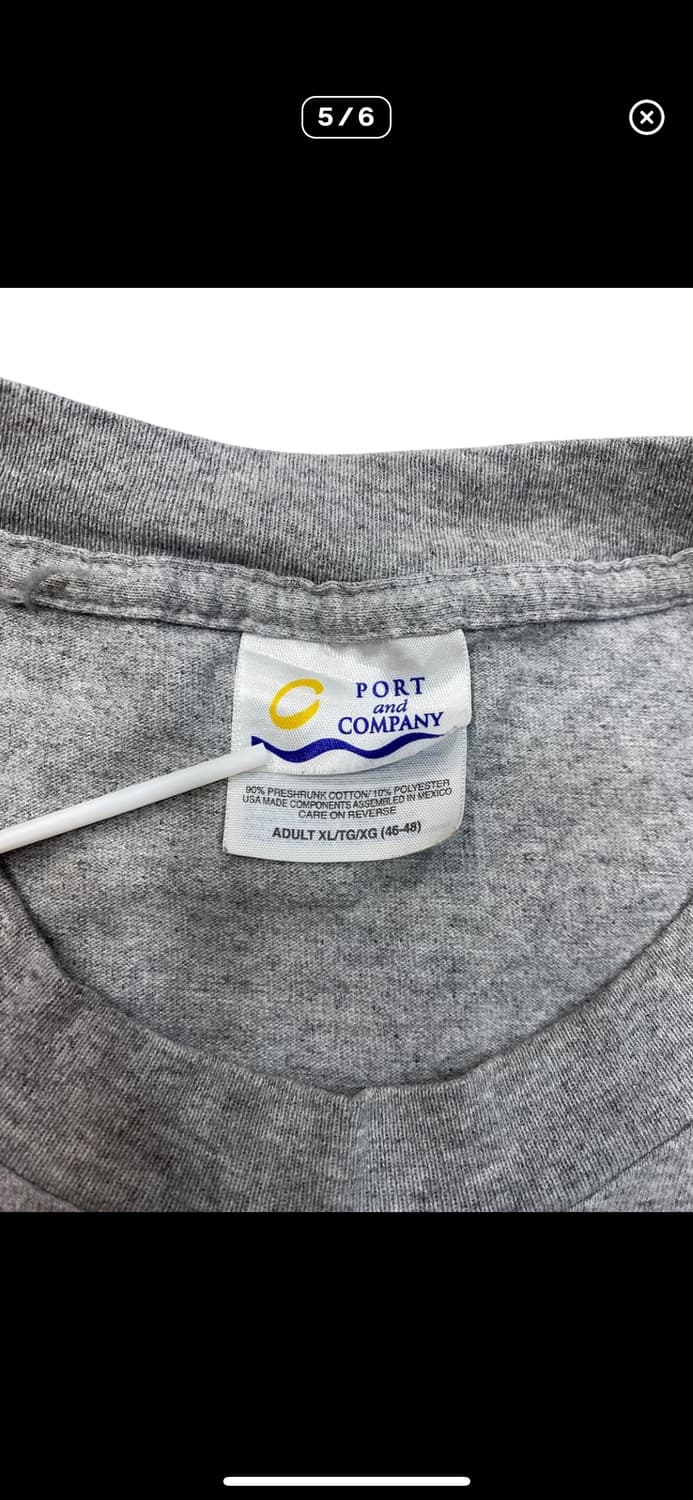 5/6
PORT
and
COMPANY
90% PRESHRUNK COTTON/10% POLYESTER
USA MADE COMPONENTS ASSEMBLED IN MEXICO
CARE ON REVERSE
ADULT XL/TG/XG (46-48)